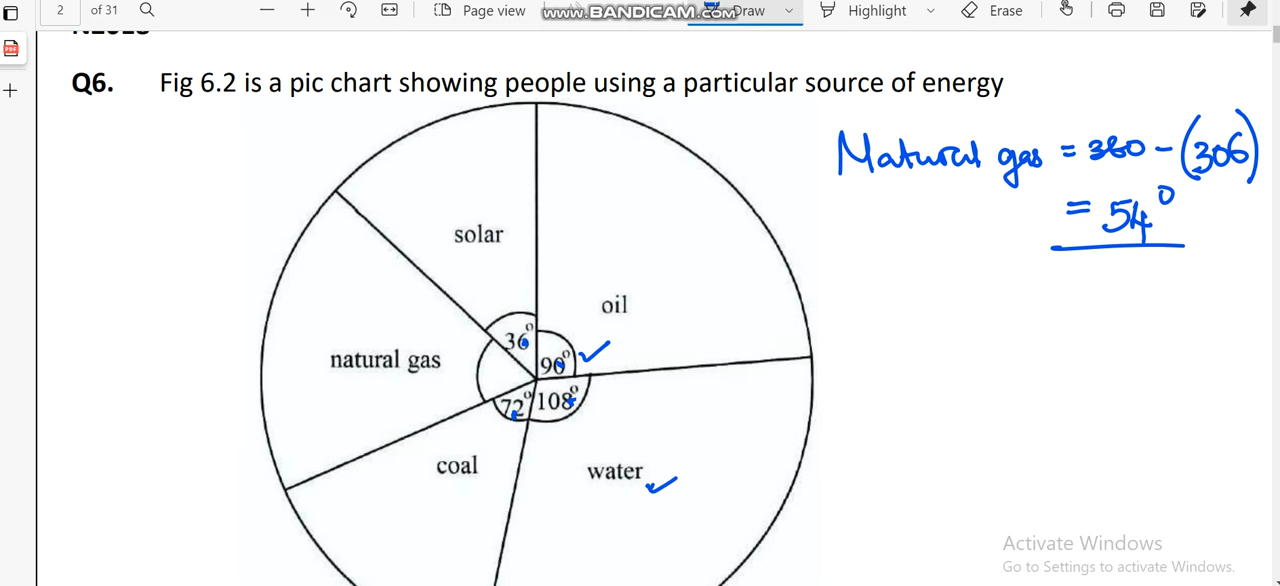 2 of 31 Page view www.BANDICAM.com Draw Highlight Erase
Q6. Fig 6.2 is a pic chart showing people using a particular source of energy
Natural gas = 360 - (306)
= 54°
solar
oil
36°
90°
natural gas
72° 108°
coal
water
Activate Windows
Go to Settings to activate Windows.